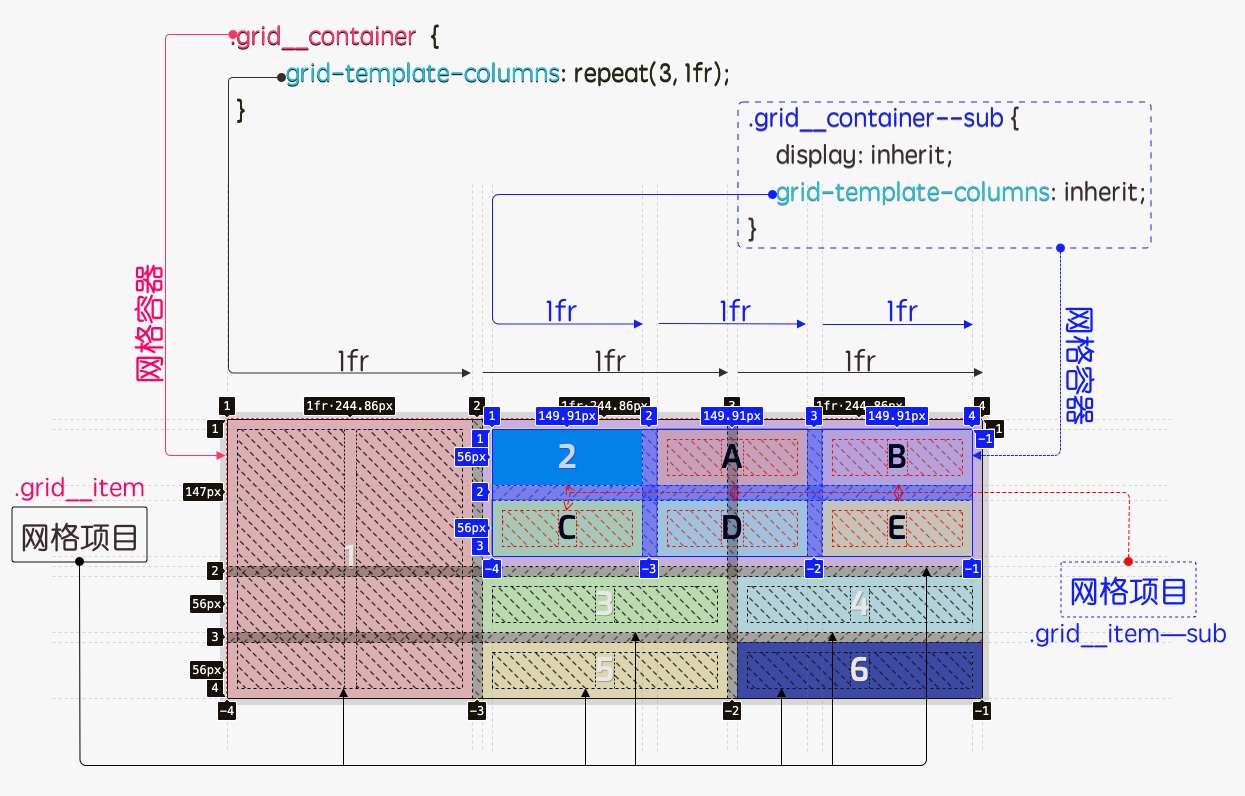 .grid__container {
grid-template-columns: repeat(3, 1fr);
}
.grid__container--sub {
display: inherit;
grid-template-columns: inherit;
}
网格容器
网格容器
1fr
1fr
1fr
1fr
1fr
1fr
1
1fr·244.86px
2
1fr·244.86px
3
1fr·244.86px
4
1
149.91px
2
149.91px
3
149.91px
4
1
1
-1
-1
56px
2
A
B
147px
2
.grid__item
网格项目
56px
C
D
E
3
1
-4
-3
-2
-1
2
网格项目
56px
3
4
.grid__item—sub
3
56px
5
6
4
-4
-3
-2
-1